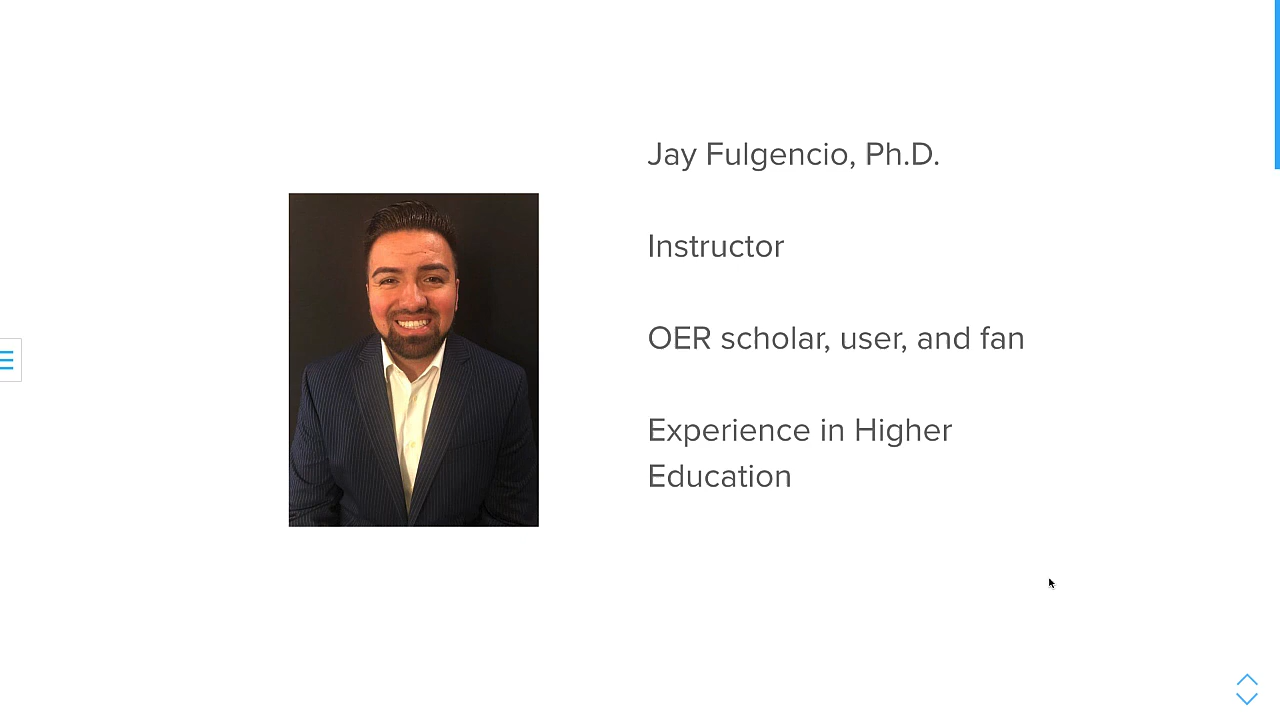 Jay Fulgencio, Ph.D.
Instructor
OER scholar, user, and fan
Experience in Higher
Education